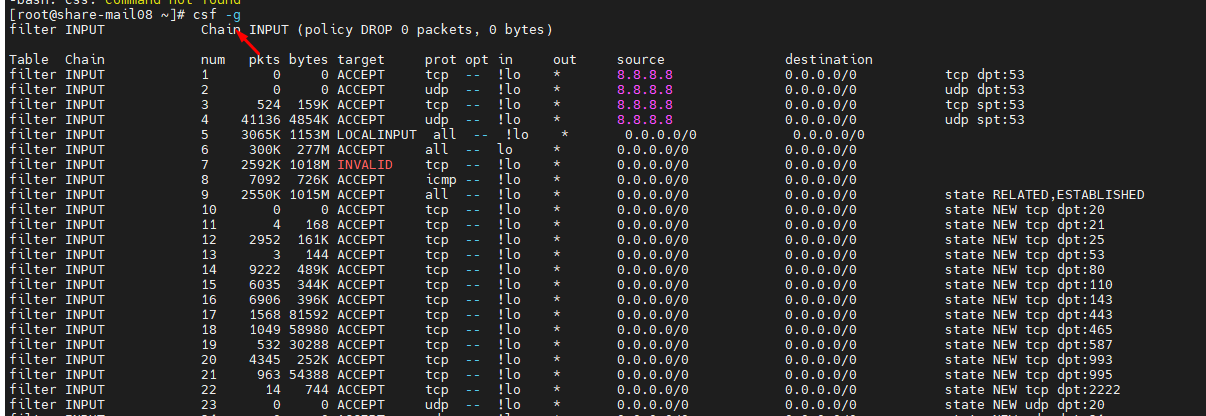 -bash: css: command not found
[root@share-mail08 ~]# csf -g
filter INPUT Chain INPUT (policy DROP 0 packets, 0 bytes)
Table Chain num pkts bytes target prot opt in out source destination
filter INPUT 1 0 0 ACCEPT tcp -- !lo * 8.8.8.8 0.0.0.0/0 tcp dpt:53
filter INPUT 2 0 0 ACCEPT udp -- !lo * 8.8.8.8 0.0.0.0/0 udp dpt:53
filter INPUT 3 524 159K ACCEPT tcp -- !lo * 8.8.8.8 0.0.0.0/0 tcp spt:53
filter INPUT 4 41136 4854K ACCEPT udp -- !lo * 8.8.8.8 0.0.0.0/0 udp spt:53
filter INPUT 5 3065K 1153M LOCALINPUT all -- !lo * 0.0.0.0/0 0.0.0.0/0
filter INPUT 6 300K 277M ACCEPT all -- lo * 0.0.0.0/0 0.0.0.0/0
filter INPUT 7 2592K 1018M INVALID tcp -- !lo * 0.0.0.0/0 0.0.0.0/0
filter INPUT 8 7092 726K ACCEPT icmp -- !lo * 0.0.0.0/0 0.0.0.0/0
filter INPUT 9 2550K 1015M ACCEPT all -- !lo * 0.0.0.0/0 0.0.0.0/0 state RELATED,ESTABLISHED
filter INPUT 10 0 0 ACCEPT tcp -- !lo * 0.0.0.0/0 0.0.0.0/0 state NEW tcp dpt:20
filter INPUT 11 4 168 ACCEPT tcp -- !lo * 0.0.0.0/0 0.0.0.0/0 state NEW tcp dpt:21
filter INPUT 12 2952 161K ACCEPT tcp -- !lo * 0.0.0.0/0 0.0.0.0/0 state NEW tcp dpt:25
filter INPUT 13 3 144 ACCEPT tcp -- !lo * 0.0.0.0/0 0.0.0.0/0 state NEW tcp dpt:53
filter INPUT 14 9222 489K ACCEPT tcp -- !lo * 0.0.0.0/0 0.0.0.0/0 state NEW tcp dpt:80
filter INPUT 15 6035 344K ACCEPT tcp -- !lo * 0.0.0.0/0 0.0.0.0/0 state NEW tcp dpt:110
filter INPUT 16 6906 396K ACCEPT tcp -- !lo * 0.0.0.0/0 0.0.0.0/0 state NEW tcp dpt:143
filter INPUT 17 1568 81592 ACCEPT tcp -- !lo * 0.0.0.0/0 0.0.0.0/0 state NEW tcp dpt:443
filter INPUT 18 1049 58980 ACCEPT tcp -- !lo * 0.0.0.0/0 0.0.0.0/0 state NEW tcp dpt:465
filter INPUT 19 532 30288 ACCEPT tcp -- !lo * 0.0.0.0/0 0.0.0.0/0 state NEW tcp dpt:587
filter INPUT 20 4345 252K ACCEPT tcp -- !lo * 0.0.0.0/0 0.0.0.0/0 state NEW tcp dpt:993
filter INPUT 21 963 54388 ACCEPT tcp -- !lo * 0.0.0.0/0 0.0.0.0/0 state NEW tcp dpt:995
filter INPUT 22 14 744 ACCEPT tcp -- !lo * 0.0.0.0/0 0.0.0.0/0 state NEW tcp dpt:2222
filter INPUT 23 0 0 ACCEPT udp -- !lo * 0.0.0.0/0 0.0.0.0/0 state NEW udp dpt:20